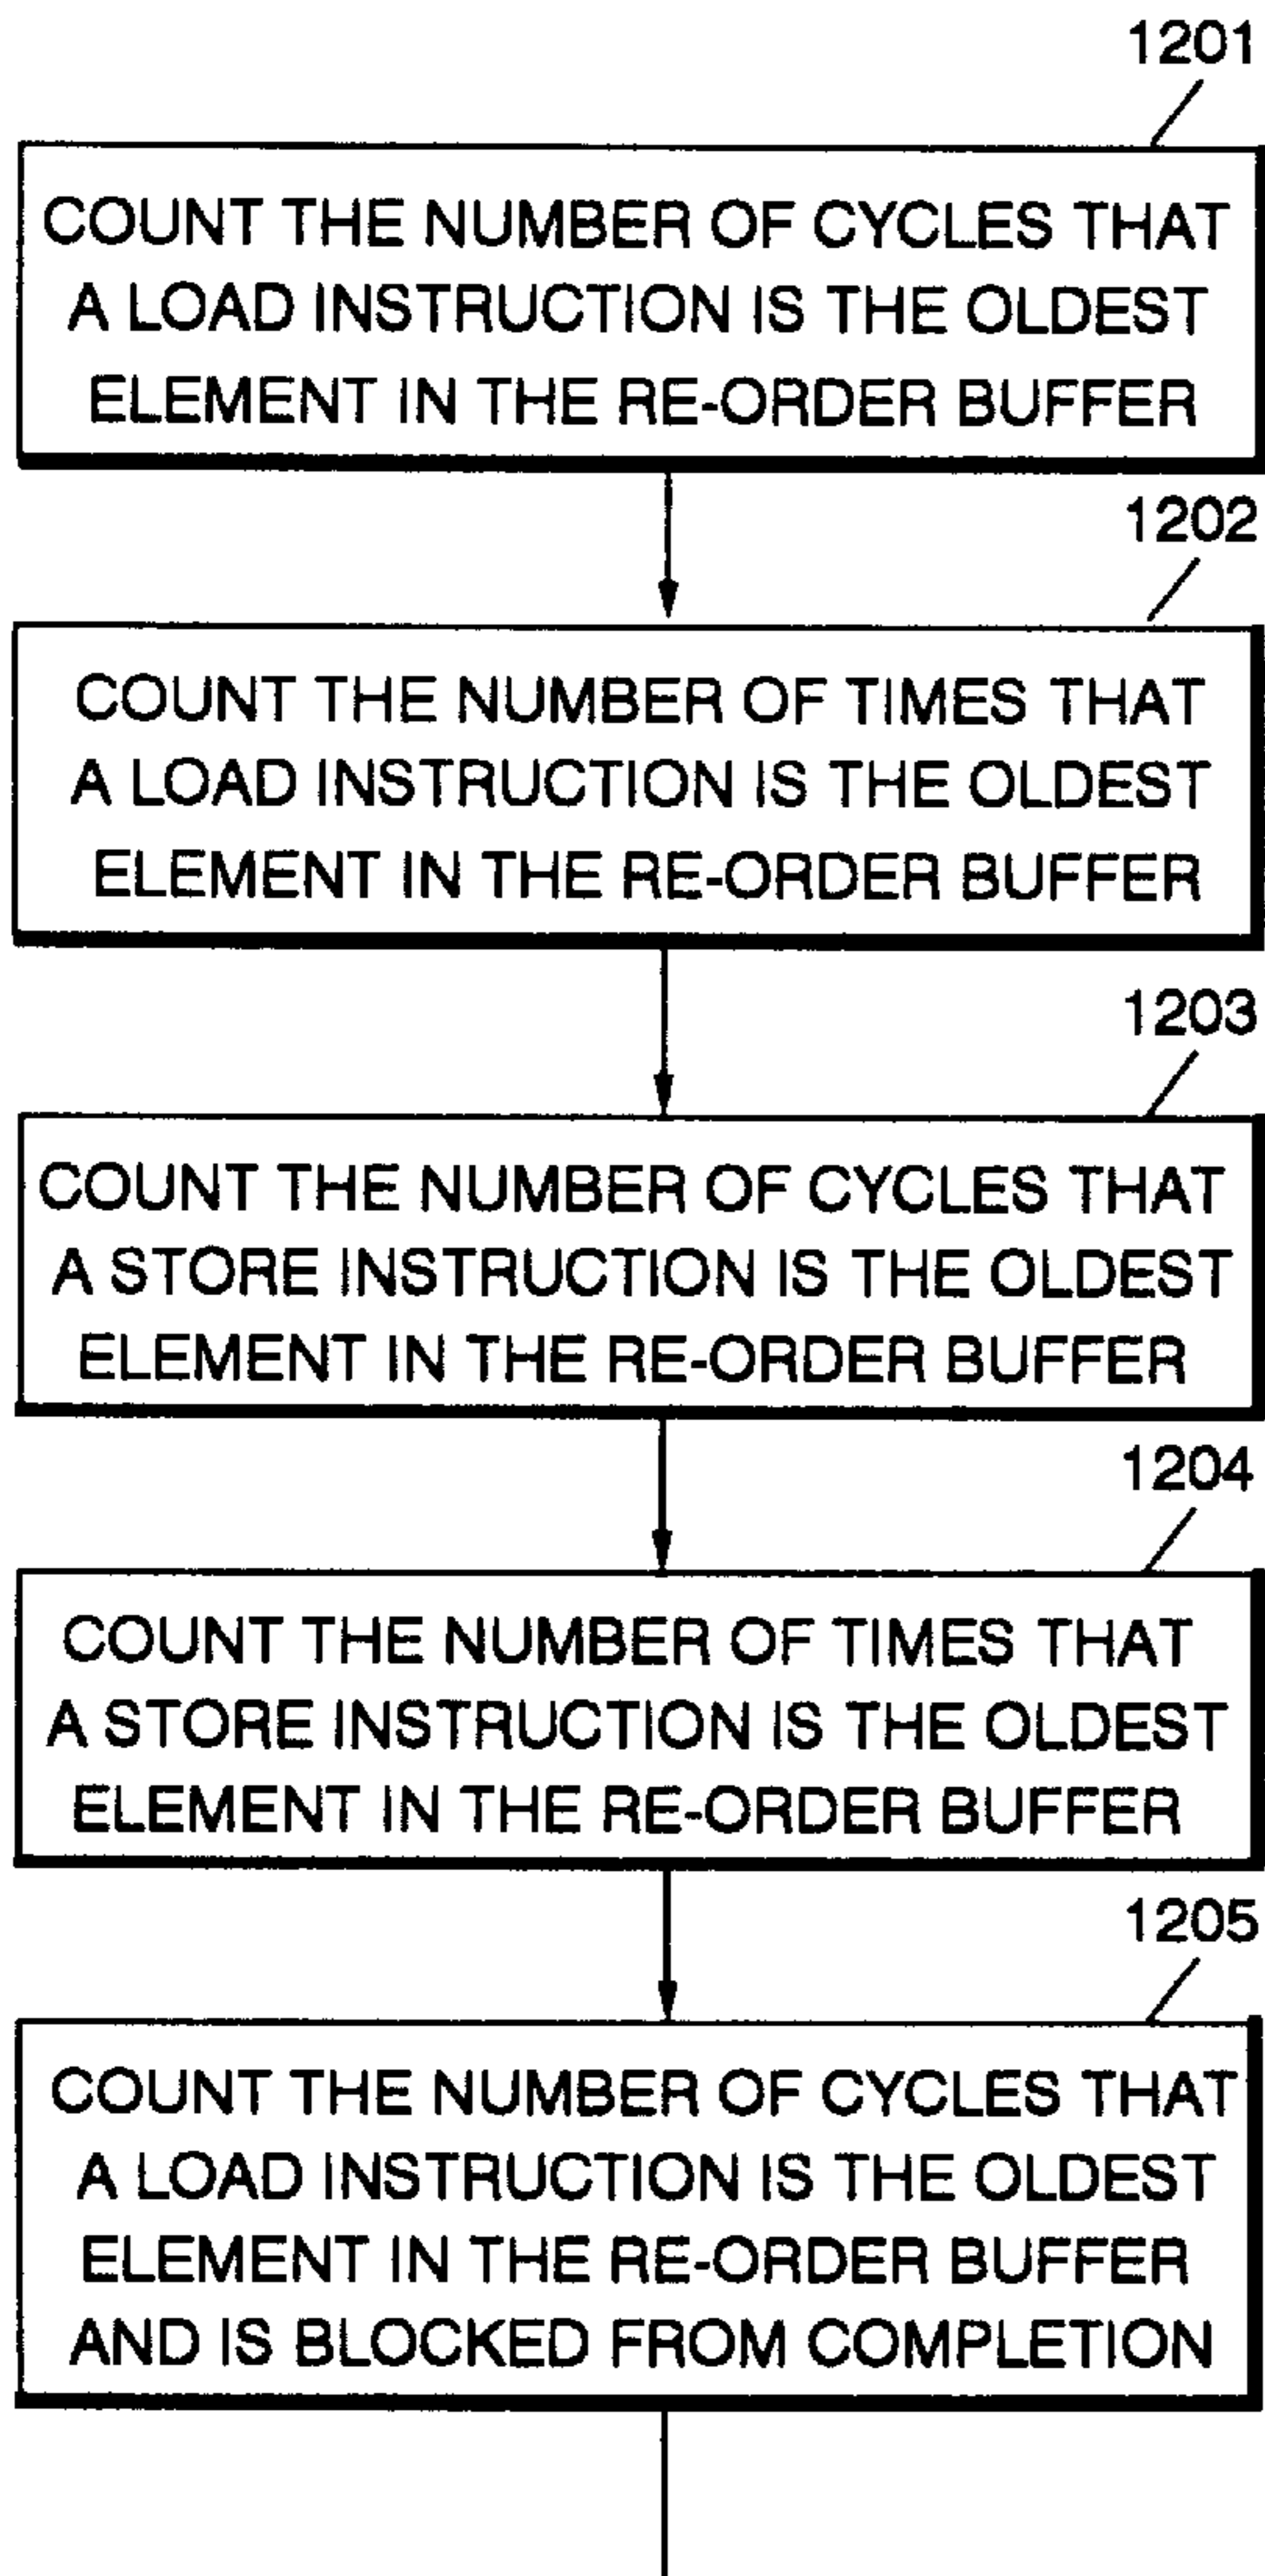 1201
COUNT THE NUMBER OF CYCLES THAT
A LOAD INSTRUCTION IS THE OLDEST
ELEMENT IN THE RE-ORDER BUFFER
1202
COUNT THE NUMBER OF TIMES THAT
A LOAD INSTRUCTION IS THE OLDEST
ELEMENT IN THE RE-ORDER BUFFER
1203
COUNT THE NUMBER OF CYCLES THAT
A STORE INSTRUCTION IS THE OLDEST
ELEMENT IN THE RE-ORDER BUFFER
1204
COUNT THE NUMBER OF TIMES THAT
A STORE INSTRUCTION IS THE OLDEST
ELEMENT IN THE RE-ORDER BUFFER
1205
COUNT THE NUMBER OF CYCLES THAT
A LOAD INSTRUCTION IS THE OLDEST
ELEMENT IN THE RE-ORDER BUFFER
AND IS BLOCKED FROM COMPLETION